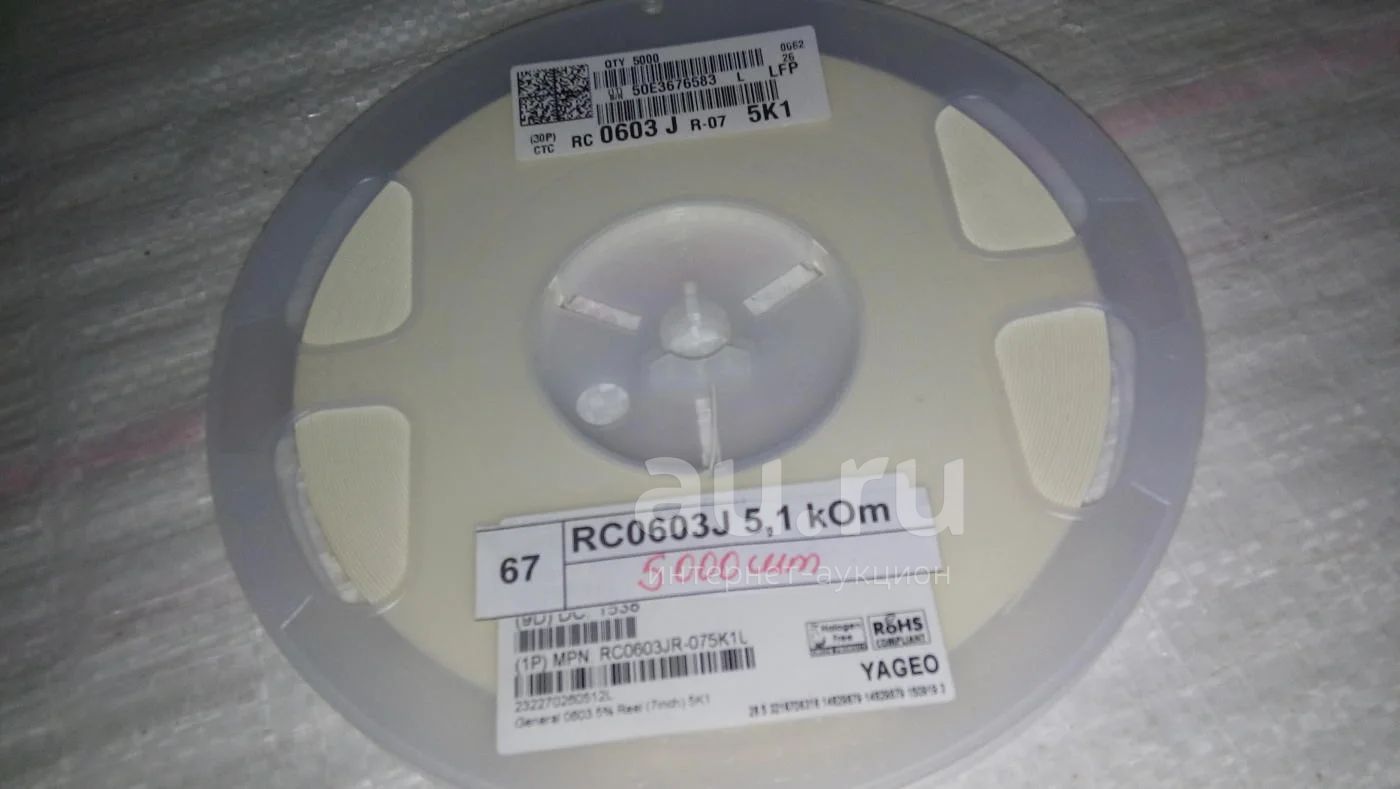 QTY 5000
0662
26
50E3676583 L LFP
(30P)
CTC
RC 0603 J R-07 5K1
au.ru
интернет-аукцион
67
RC0603J 5,1 kOm
5000 шт
(9D) DC: 1538
Halogen
free
RoHS
COMPLIANT
(1P) MPN: RC0603JR-075K1L
YAGEO
232270260512L
General 0603 5% Reel (7inch) 5K1